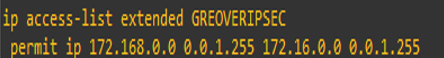 ip access-list extended GREOVERIPSEC
permit ip 172.168.0.0 0.0.1.255 172.16.0.0 0.0.1.255